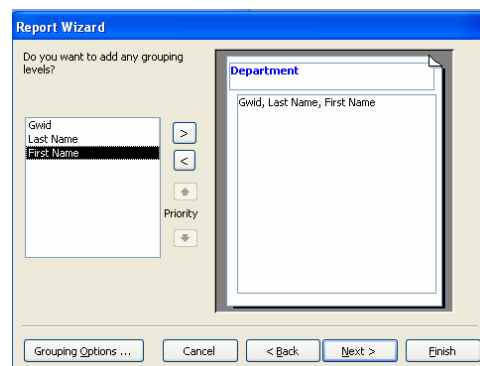 Report Wizard
Do you want to add any grouping
levels?
Gwid
Last Name
First Name
>
<
Priority
Department
Gwid, Last Name, First Name
Grouping Options ...
Cancel
< Back
Next >
Finish